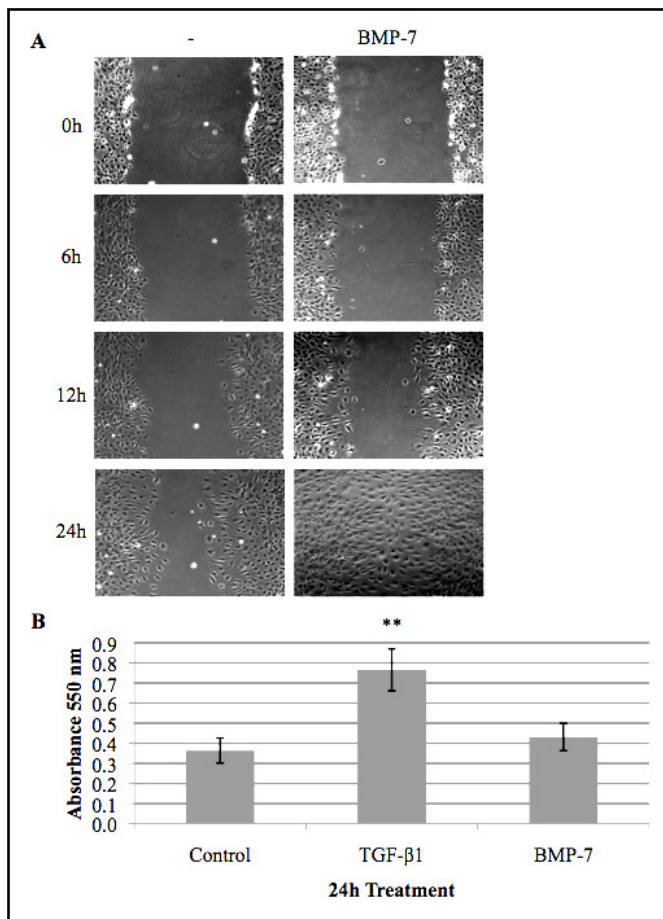 A
- BMP-7
0h
6h
12h
24h
B
**
0.9
0.8
0.7
0.6
0.5
0.4
0.3
0.2
0.1
0.0
Absorbance 550 nm
Control TGF-β1 BMP-7
24h Treatment